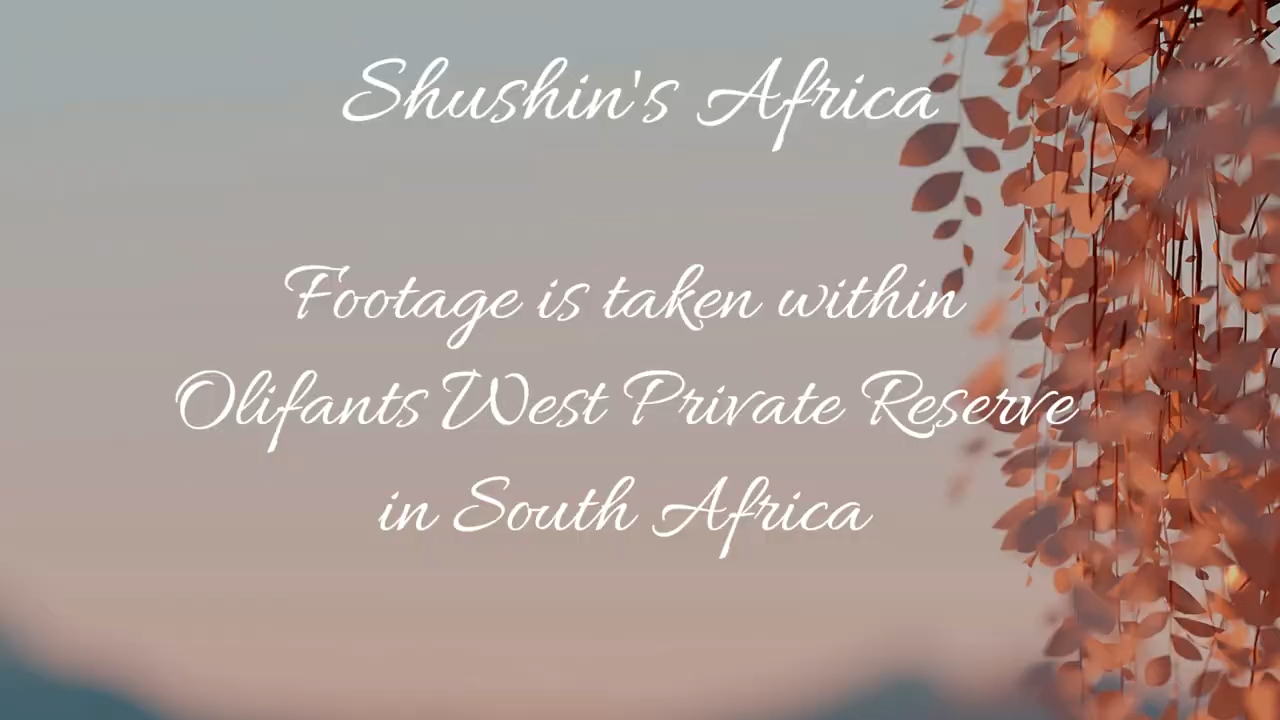 Shushin's Africa
Footage is taken within
Olifants West Private Reserve
in South Africa